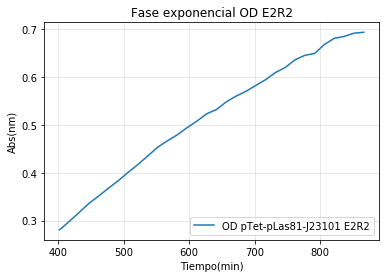 Fase exponencial OD E2R2
Abs(nm)
0.7
0.6
0.5
0.4
0.3
OD pTet-pLas81-J23101 E2R2
400 500 600 700 800
Tiempo(min)